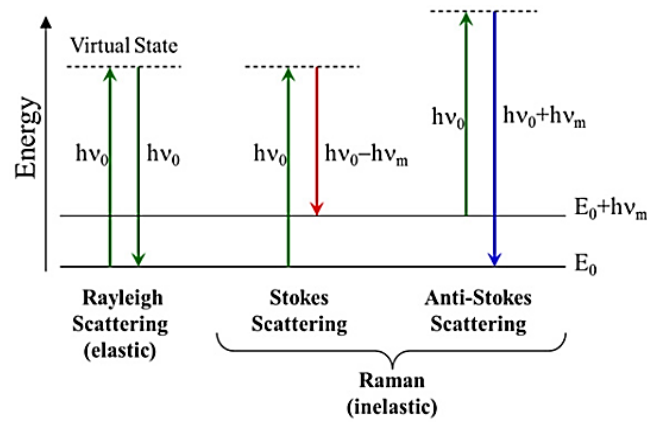 Energy
Virtual State
hν₀
hν₀
hν₀
hν₀−hνₘ
hν₀
hν₀+hνₘ
E₀+hνₘ
E₀
Rayleigh
Scattering
(elastic)
Stokes
Scattering
Anti-Stokes
Scattering
Raman
(inelastic)